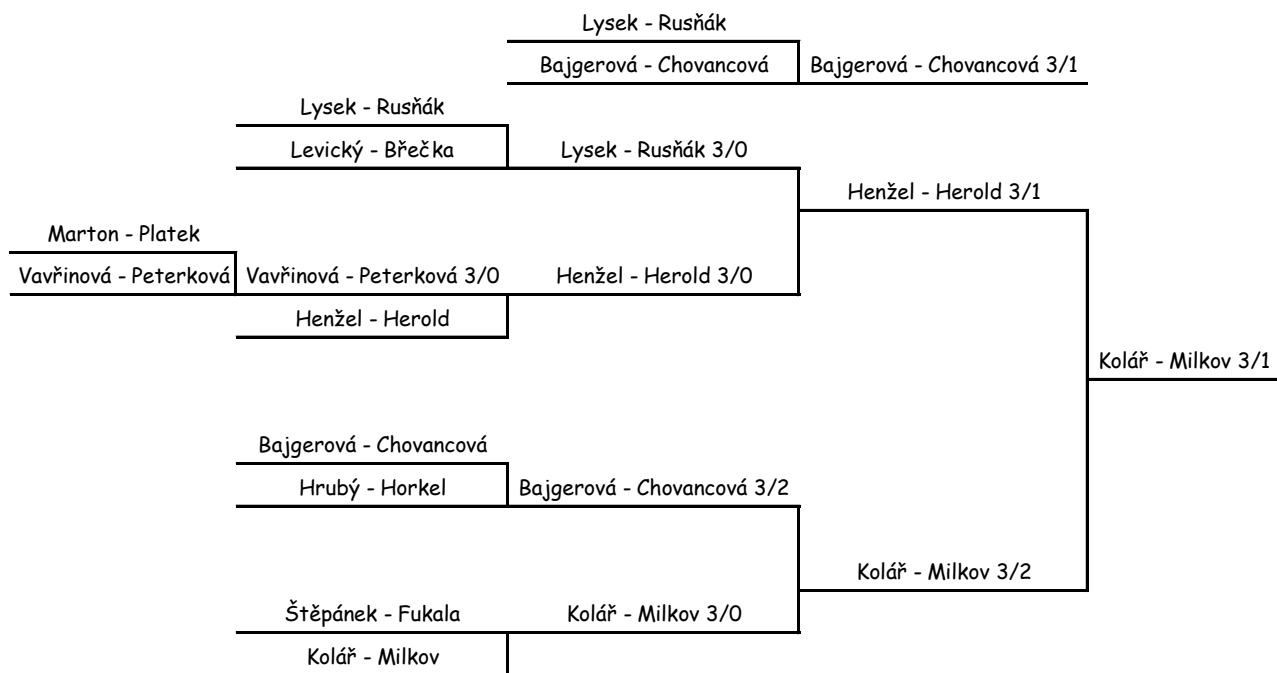 Lysek - Rusňák
Bajgerová - Chovancová Bajgerová - Chovancová 3/1
Lysek - Rusňák
Levický - Břečka Lysek - Rusňák 3/0
Henžel - Herold 3/1
Marton - Platek
Vavřinová - Peterková Vavřinová - Peterková 3/0 Henžel - Herold 3/0
Henžel - Herold
Kolář - Milkov 3/1
Bajgerová - Chovancová
Hrubý - Horkel Bajgerová - Chovancová 3/2
Kolář - Milkov 3/2
Štěpánek - Fukala Kolář - Milkov 3/0
Kolář - Milkov